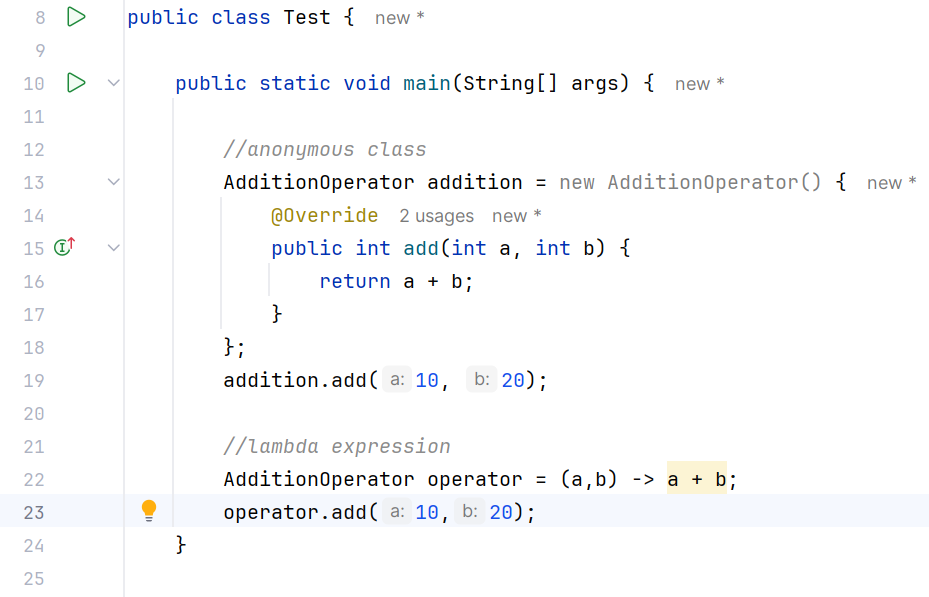 8 public class Test { new *
9
10 public static void main(String[] args) { new *
11
12 //anonymous class
13 AdditionOperator addition = new AdditionOperator() { new *
14 @Override 2 usages new *
15 public int add(int a, int b) {
16 return a + b;
17 }
18 };
19 addition.add( a: 10, b: 20);
20
21 //lambda expression
22 AdditionOperator operator = (a,b) -> a + b;
23 operator.add( a: 10, b: 20);
24 }
25